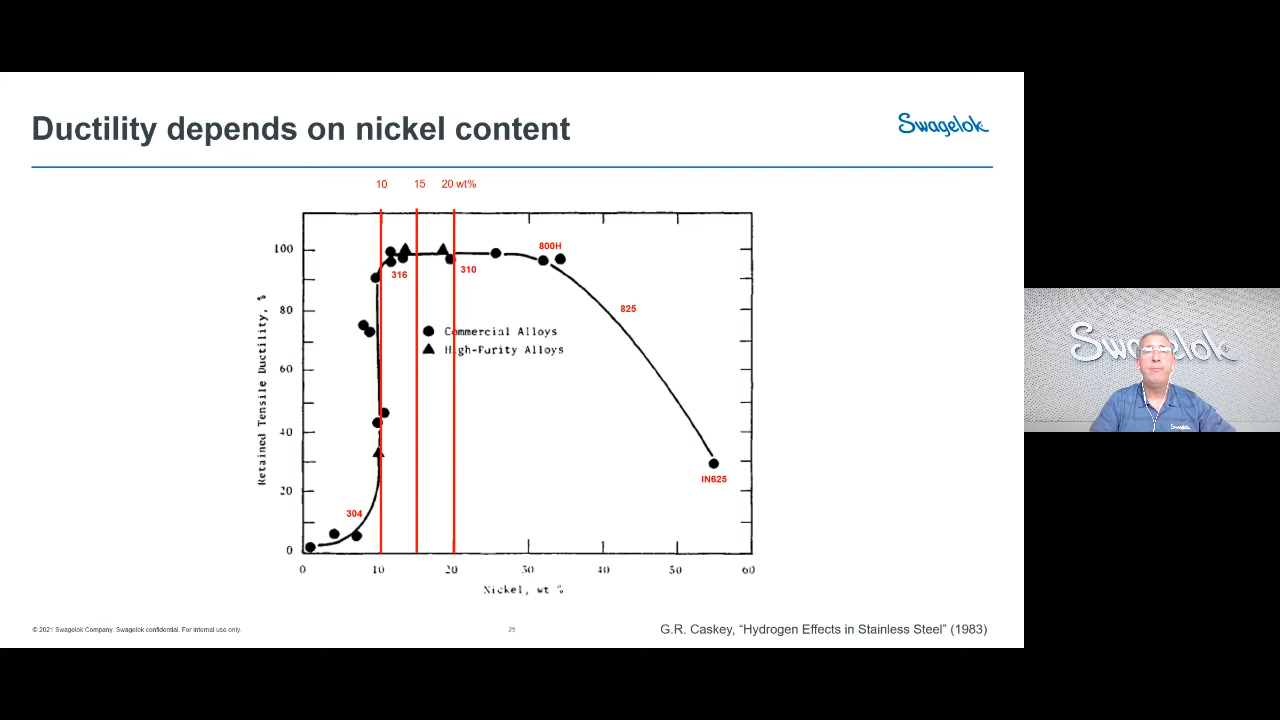 Ductility depends on nickel content
Swagelok
10 15 20 wt%
100
80
60
40
20
0
Retained Tensile Ductility, %
800H
316
310
825
Commercial Alloys
High-Purity Alloys
IN625
304
0 10 20 30 40 50 60
Nickel, wt %
© 2021 Swagelok Company. Swagelok confidential. For internal use only.
25
G.R. Caskey, “Hydrogen Effects in Stainless Steel” (1983)
Swagelok
Swagelok